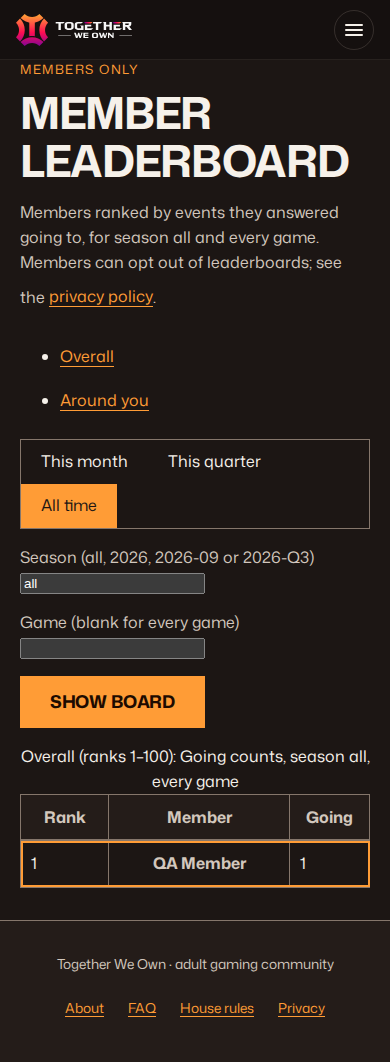 TOGETHER
WE OWN
MEMBERS ONLY
MEMBER
LEADERBOARD
Members ranked by events they answered
going to, for season all and every game.
Members can opt out of leaderboards; see
the privacy policy.
Overall
Around you
This month This quarter
All time
Season (all, 2026, 2026-09 or 2026-Q3)
all
Game (blank for every game)
SHOW BOARD
Overall (ranks 1–100): Going counts, season all,
every game
Rank Member Going
1 QA Member 1
Together We Own · adult gaming community
About FAQ House rules Privacy